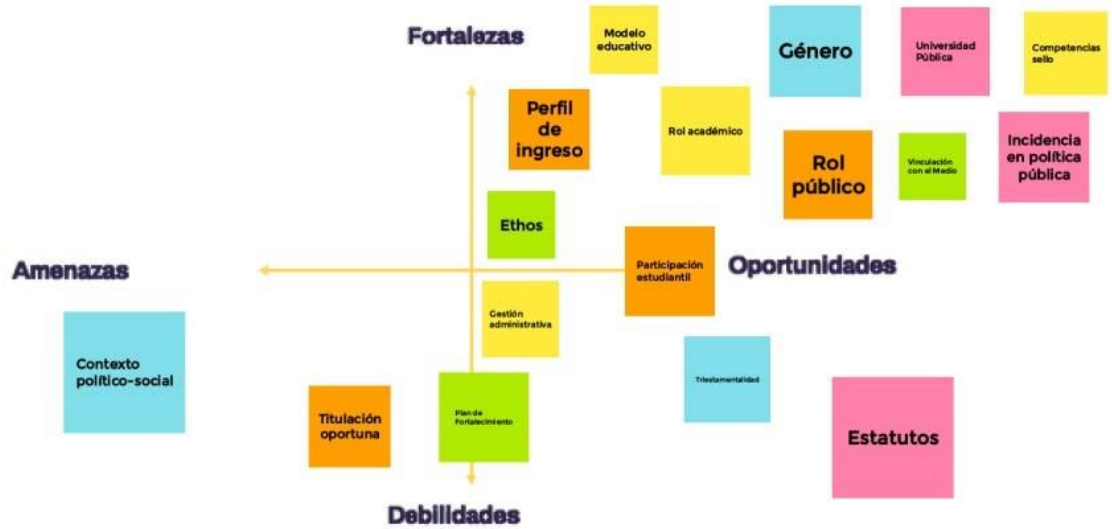 Fortalezas
Modelo
educativo
Género
Universidad
Pública
Competencias
sello
Perfil
de
ingreso
Rol académico
Rol
público
Vinculación
con el Medio
Incidencia
en política
pública
Ethos
Amenazas
Participación
estudiantil
Oportunidades
Gestión
administrativa
Contexto
político-social
Triestamentalidad
Titulación
oportuna
Plan de
Fortalecimiento
Estatutos
Debilidades